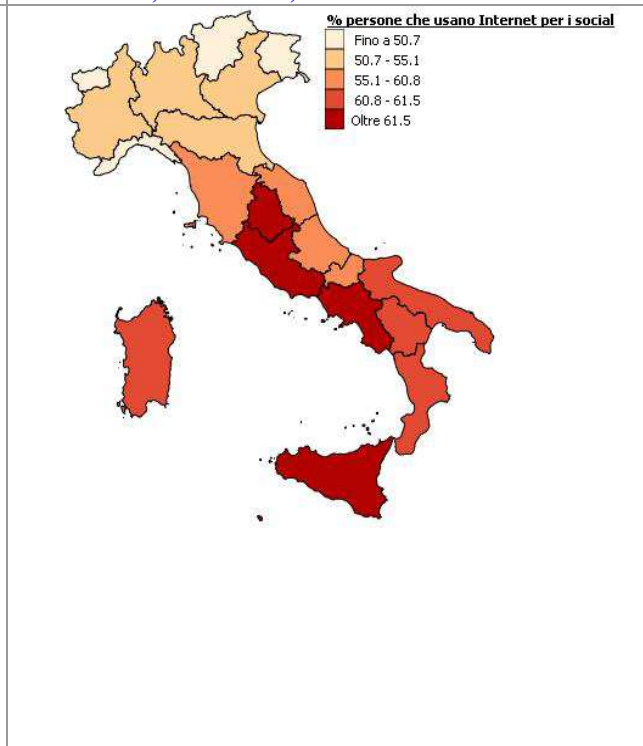 % persone che usano Internet per i social
Fino a 50.7
50.7 - 55.1
55.1 - 60.8
60.8 - 61.5
Oltre 61.5